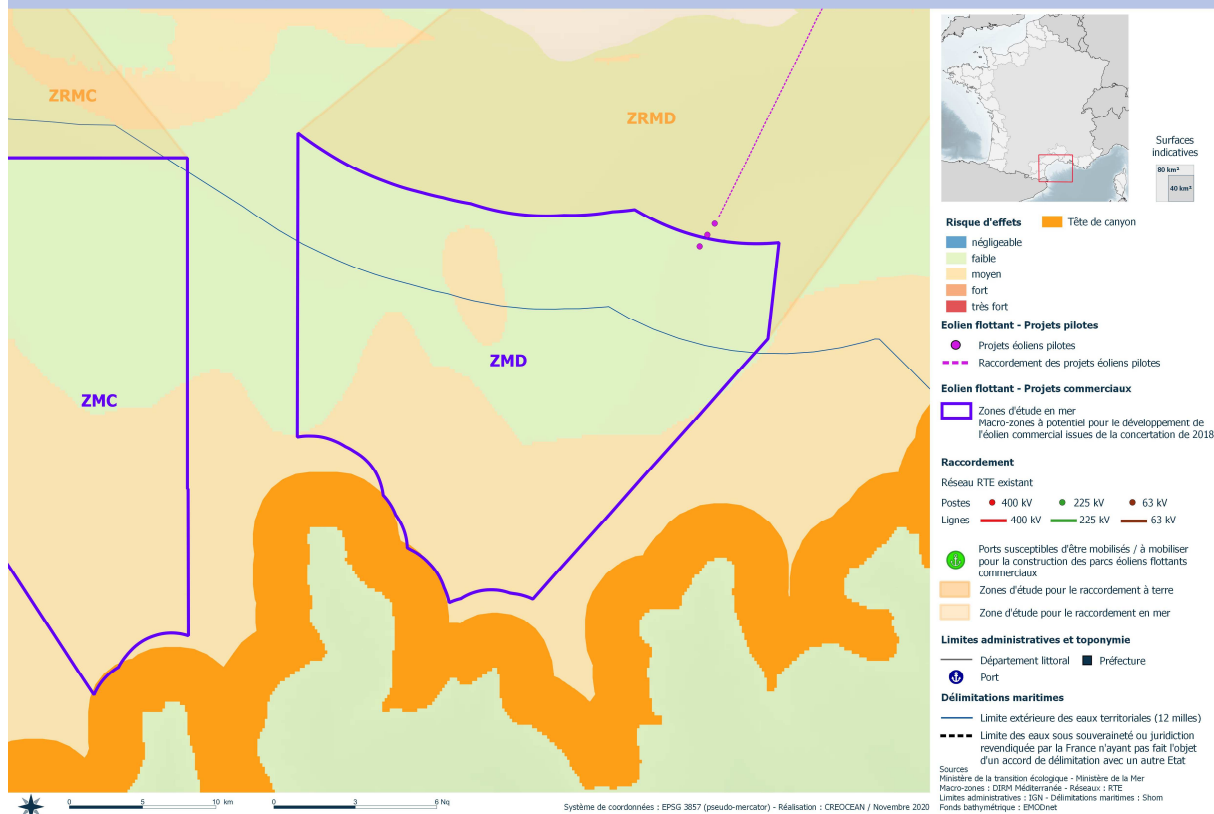 ZRMC
ZRMD
ZMD
ZMC
Surfaces
indicatives
80 km²
40 km²
Risque d'effets
Tête de canyon
négligeable
faible
moyen
fort
très fort
Eolien flottant - Projets pilotes
Projets éoliens pilotes
Raccordement des projets éoliens pilotes
Eolien flottant - Projets commerciaux
Zones d'étude en mer
Macro-zones à potentiel pour le développement de
l'éolien commercial issues de la concertation de 2018
Raccordement
Réseau RTE existant
Postes 400 kV 225 kV 63 kV
Lignes 400 kV 225 kV 63 kV
Ports susceptibles d'être mobilisés / à mobiliser
pour la construction des parcs éoliens flottants
commerciaux
Zones d'étude pour le raccordement à terre
Zone d'étude pour le raccordement en mer
Limites administratives et toponymie
Département littoral Préfecture
Port
Délimitations maritimes
Limite extérieure des eaux territoriales (12 milles)
Limite des eaux sous souveraineté ou juridiction
revendiquée par la France n'ayant pas fait l'objet
d'un accord de délimitation avec un autre Etat
Sources
Ministère de la transition écologique - Ministère de la Mer
Macro-zones : DIRM Méditerranée - Réseaux : RTE
Limites administratives : IGN - Délimitations maritimes : Shom
Fonds bathymétrique : EMODnet
0 5 10 km
0 3 6 Nq
Système de coordonnées : EPSG 3857 (pseudo-mercator) - Réalisation : CREOCEAN / Novembre 2020